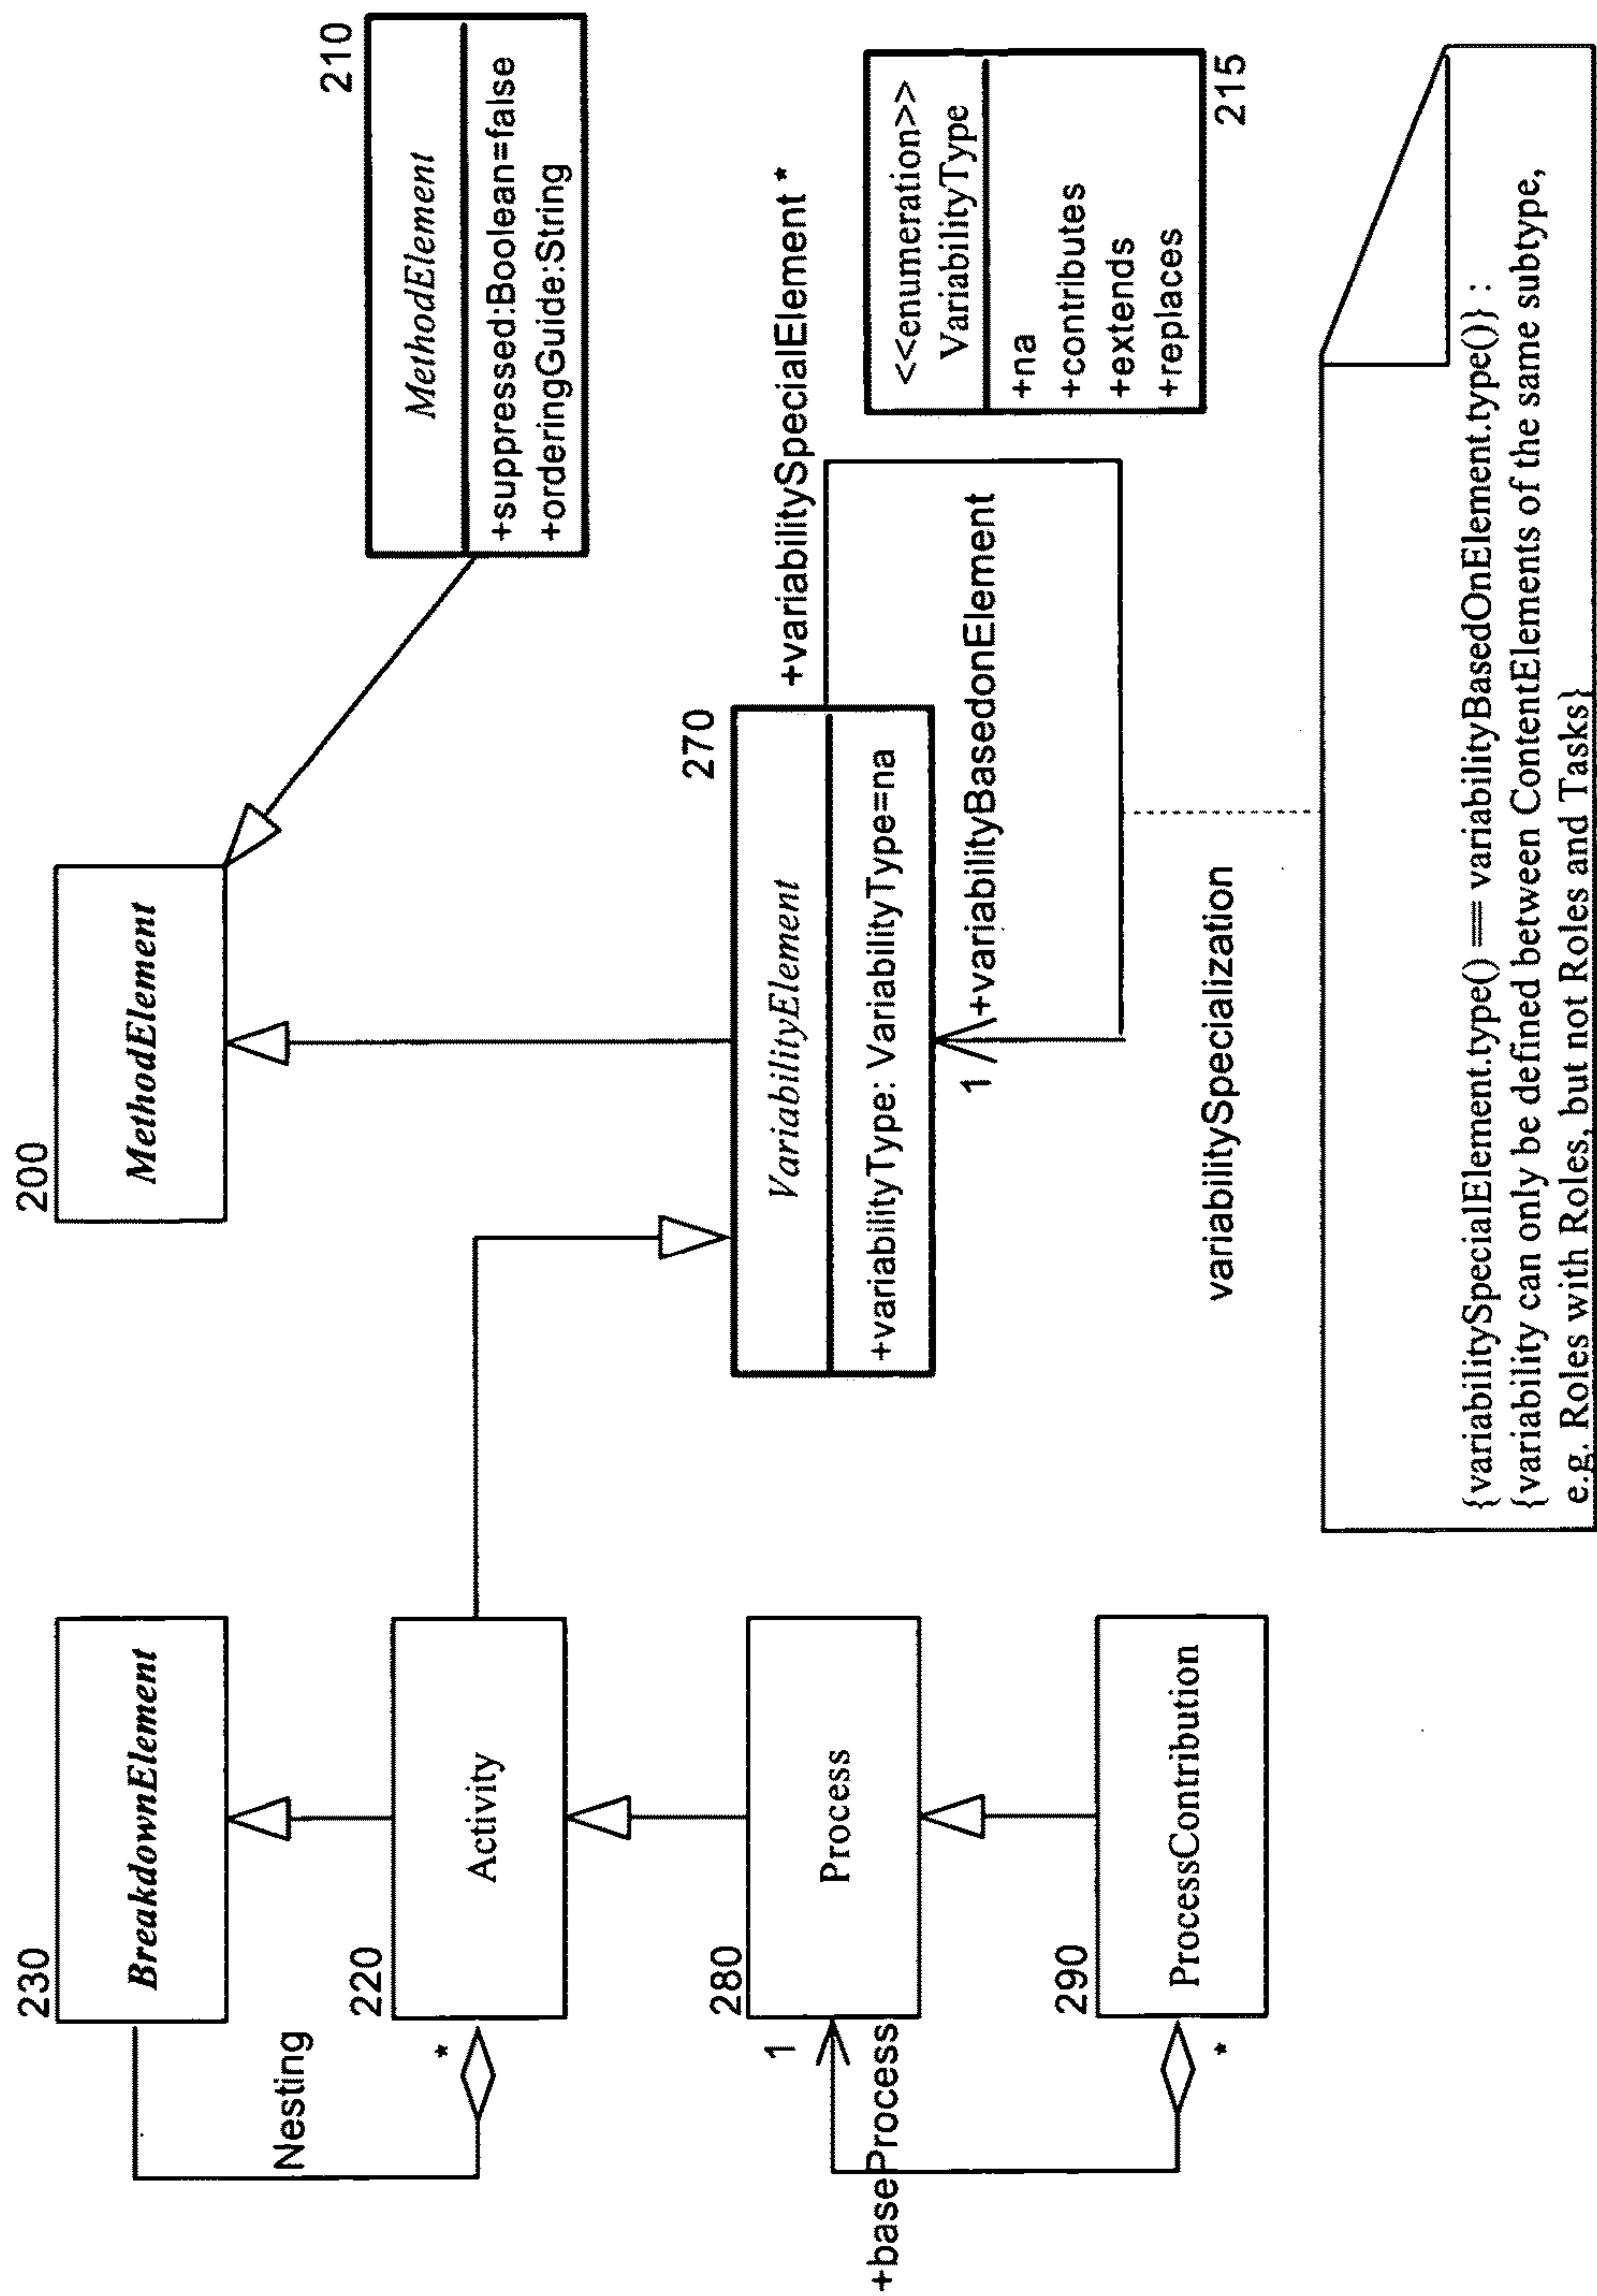 230
BreakdownElement
Nesting
*
220
Activity
280
Process
1
+baseProcess
290
ProcessContribution
*
200
MethodElement
210
MethodElement
+suppressed:Boolean=false
+orderingGuide:String
270
VariabilityElement
+variabilityType: VariabilityType=na
+variabilitySpecialElement *
1
+variabilityBasedonElement
variabilitySpecialization
<<enumeration>>
VariabilityType
+na
+contributes
+extends
+replaces
215
{variabilitySpecialElement.type() == variabilityBasedOnElement.type()} :
{variability can only be defined between ContentElements of the same subtype,
e.g. Roles with Roles, but not Roles and Tasks}